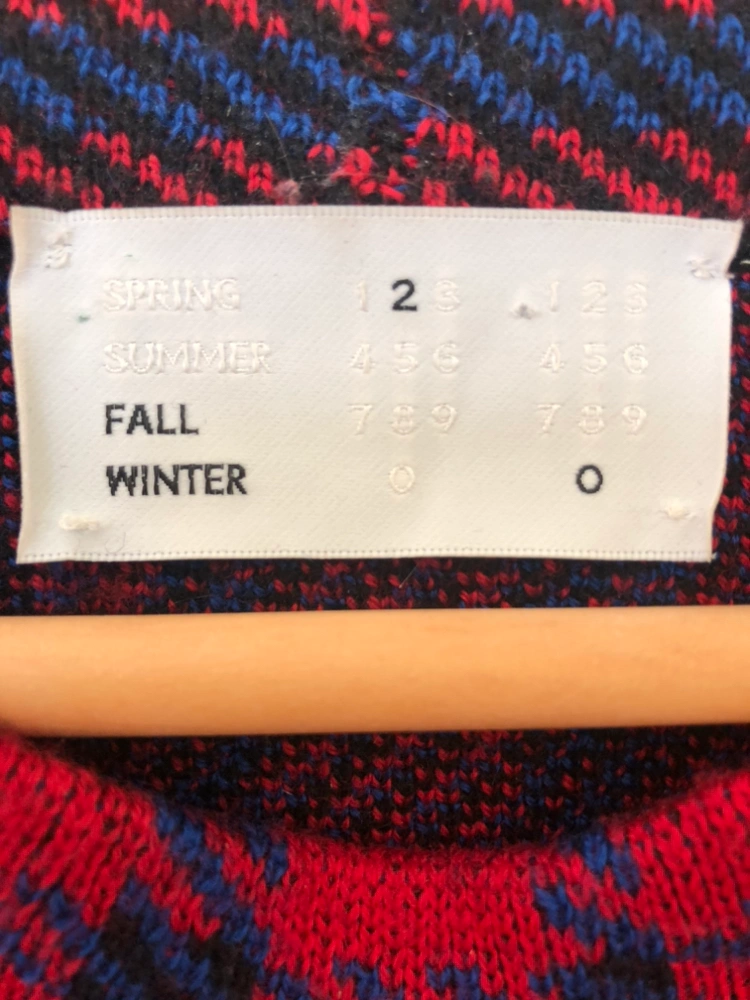 SPRING 1 2 3 1 2 3
SUMMER 4 5 6 4 5 6
FALL 7 8 9 7 8 9
WINTER 0 0